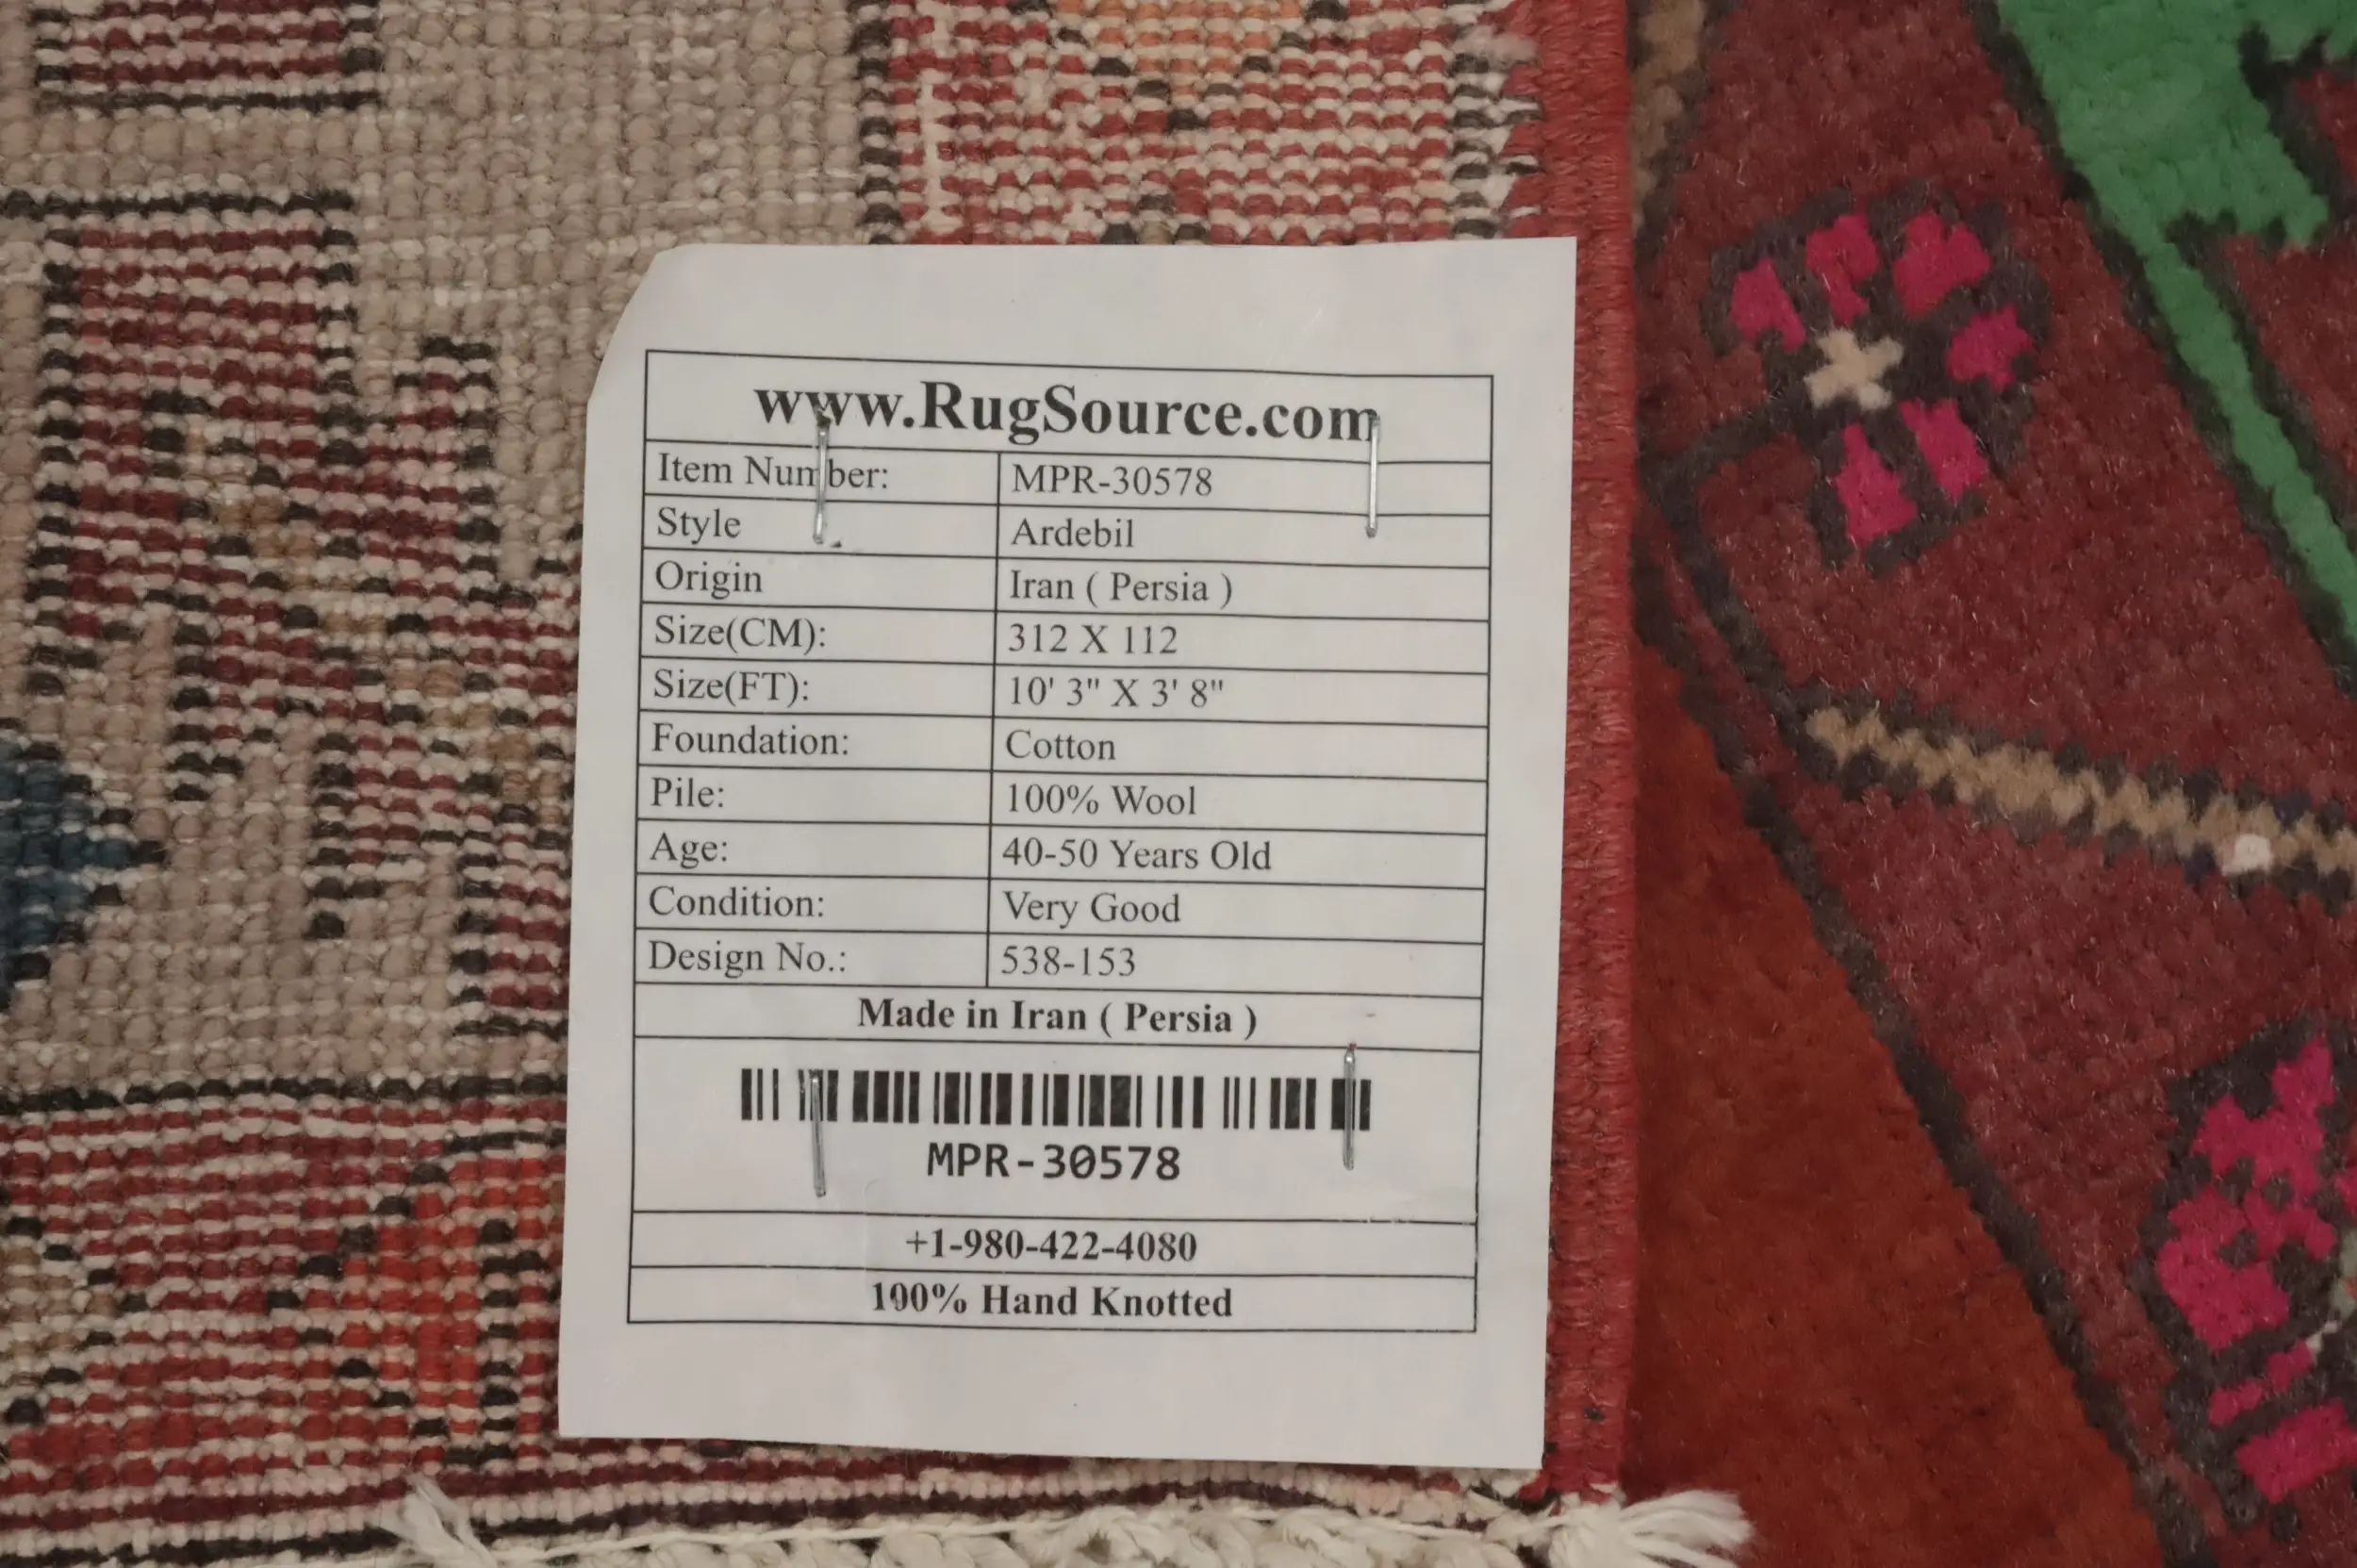 www.RugSource.com
Item Number: MPR-30578
Style Ardebil
Origin Iran ( Persia )
Size(CM): 312 X 112
Size(FT): 10' 3" X 3' 8"
Foundation: Cotton
Pile: 100% Wool
Age: 40-50 Years Old
Condition: Very Good
Design No.: 538-153
Made in Iran ( Persia )
MPR-30578
+1-980-422-4080
100% Hand Knotted